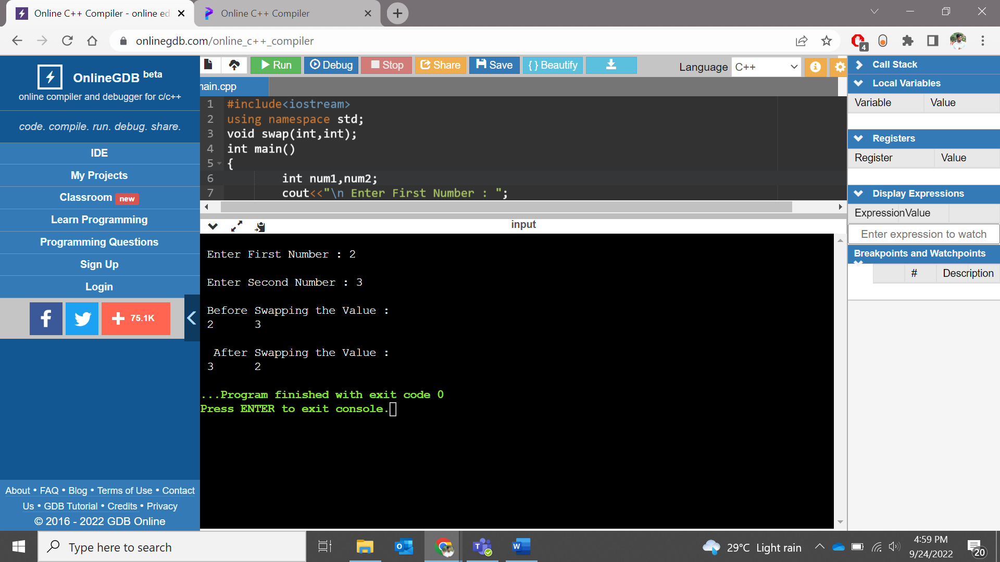 Online C++ Compiler - online ed
Online C++ Compiler
onlinegdb.com/online_c++_compiler
4
OnlineGDB beta
online compiler and debugger for c/c++
code. compile. run. debug. share.
IDE
My Projects
Classroom new
Learn Programming
Programming Questions
Sign Up
Login
75.1K
About • FAQ • Blog • Terms of Use • Contact
Us • GDB Tutorial • Credits • Privacy
© 2016 - 2022 GDB Online
Run Debug Stop Share Save { } Beautify
Language C++
main.cpp
1 #include<iostream>
2 using namespace std;
3 void swap(int,int);
4 int main()
5 {
6 int num1,num2;
7 cout<<"\n Enter First Number : ";
input
Enter First Number : 2
Enter Second Number : 3
Before Swapping the Value :
2 3
After Swapping the Value :
3 2
...Program finished with exit code 0
Press ENTER to exit console.
Call Stack
Local Variables
Variable Value
Registers
Register Value
Display Expressions
Expression Value
Enter expression to watch
Breakpoints and Watchpoints
# Description
Type here to search
29°C Light rain
4:59 PM
9/24/2022
20